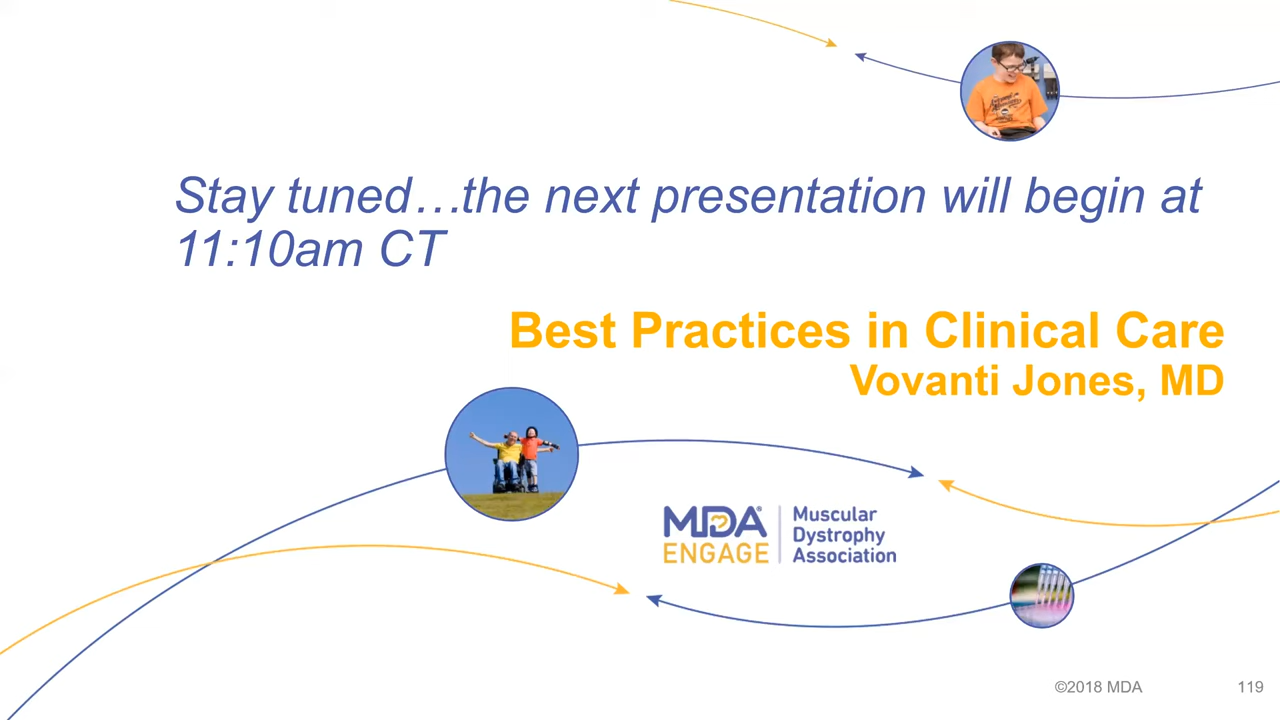 Stay tuned…the next presentation will begin at
11:10am CT
Best Practices in Clinical Care
Vovanti Jones, MD
MDA®
ENGAGE
Muscular
Dystrophy
Association
©2018 MDA
119